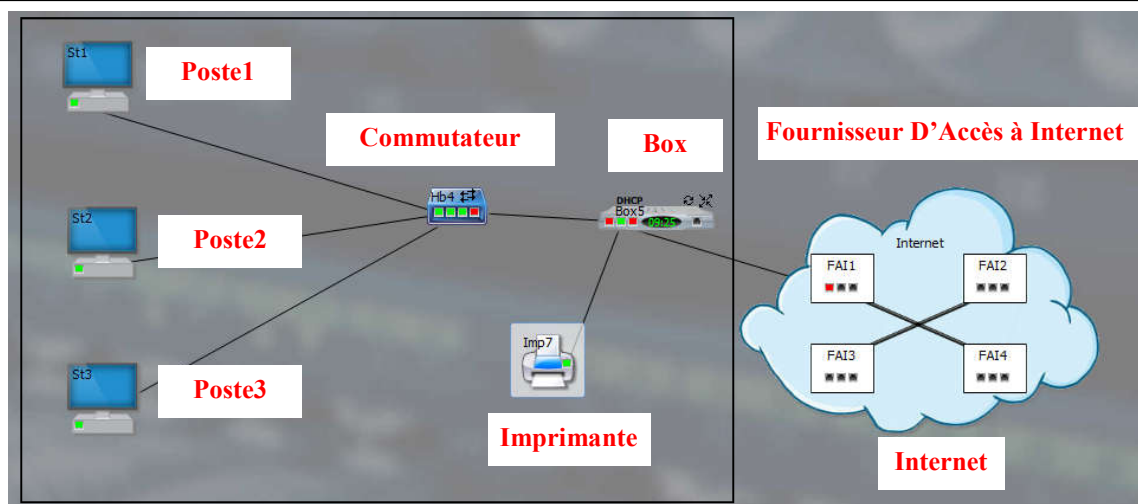 St1
Poste1
Commutateur
Box
Fournisseur D'Accès à Internet
Hb4
DHCP
Box5
09:25
St2
Poste2
Internet
FAI1
FAI2
Imp7
FAI3
FAI4
St3
Poste3
Imprimante
Internet